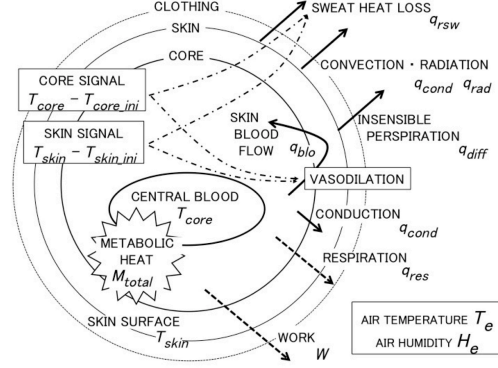 CLOTHING
SKIN
CORE
SWEAT HEAT LOSS
q_rsw
CORE SIGNAL
T_core − T_core_ini
SKIN SIGNAL
T_skin − T_skin_ini
CONVECTION・RADIATION
q_cond q_rad
SKIN
BLOOD
FLOW
q_blo
INSENSIBLE
PERSPIRATION
q_diff
VASODILATION
CENTRAL BLOOD
T_core
METABOLIC
HEAT
M_total
CONDUCTION
q_cond
RESPIRATION
q_res
SKIN SURFACE
T_skin
WORK
W
AIR TEMPERATURE T_e
AIR HUMIDITY H_e